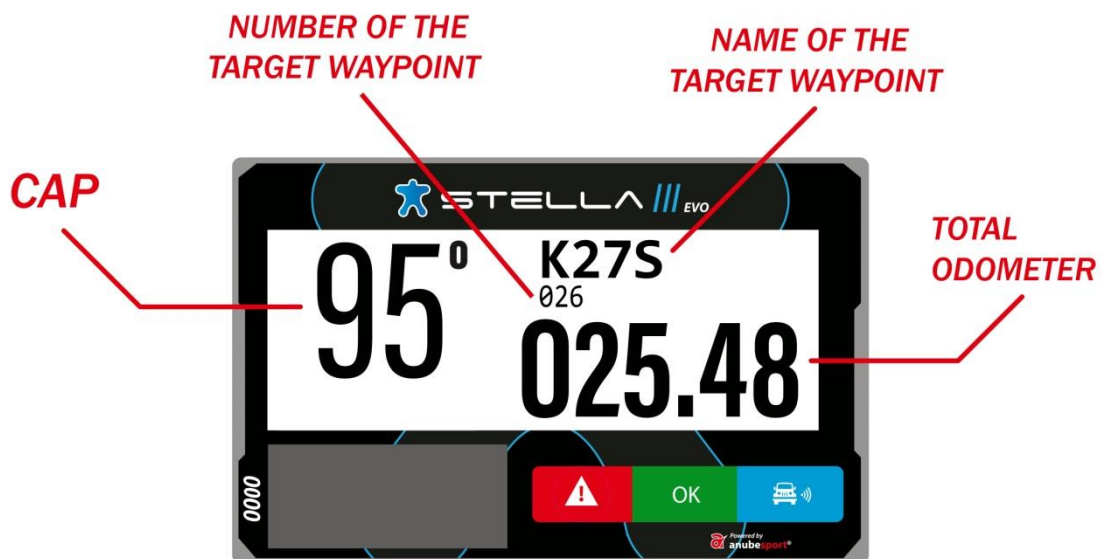 NUMBER OF THE
TARGET WAYPOINT
NAME OF THE
TARGET WAYPOINT
CAP
STELLA III EVO
TOTAL
ODOMETER
95°
K27S
026
025.48
0000
OK
Powered by
anubesport®